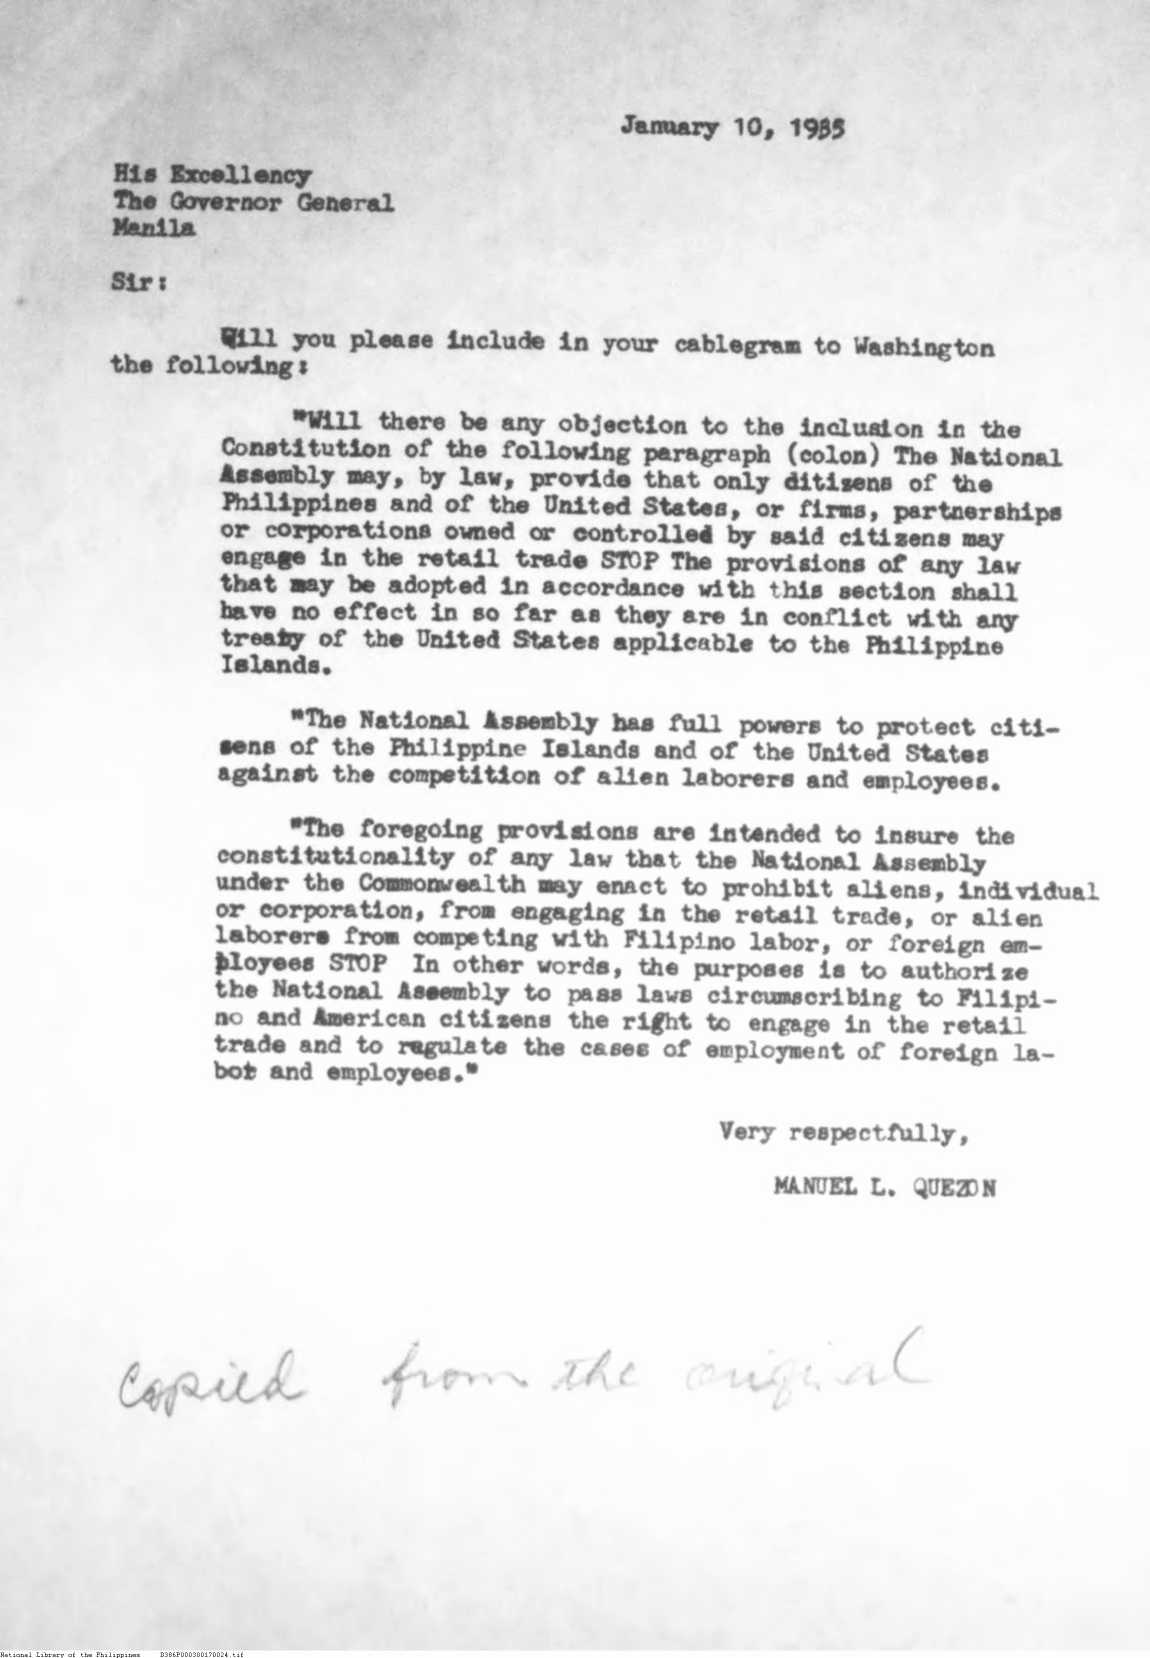 January 10, 1935
His Excellency
The Governor General
Manila
Sir:
Will you please include in your cablegram to Washington
the following:
"Will there be any objection to the inclusion in the
Constitution of the following paragraph (colon) The National
Assembly may, by law, provide that only ditizens of the
Philippines and of the United States, or firms, partnerships
or corporations owned or controlled by said citizens may
engage in the retail trade STOP The provisions of any law
that may be adopted in accordance with this section shall
have no effect in so far as they are in conflict with any
treaty of the United States applicable to the Philippine
Islands.
"The National Assembly has full powers to protect citi-
zens of the Philippine Islands and of the United States
against the competition of alien laborers and employees.
"The foregoing provisions are intended to insure the
constitutionality of any law that the National Assembly
under the Commonwealth may enact to prohibit aliens, individual
or corporation, from engaging in the retail trade, or alien
laborers from competing with Filipino labor, or foreign em-
ployees STOP In other words, the purposes is to authorize
the National Assembly to pass laws circumscribing to Filipi-
no and American citizens the right to engage in the retail
trade and to regulate the cases of employment of foreign la-
bor and employees."
Very respectfully,
MANUEL L. QUEZON
Copied from the original
National Library of the Philippines B386P000300170024.tif